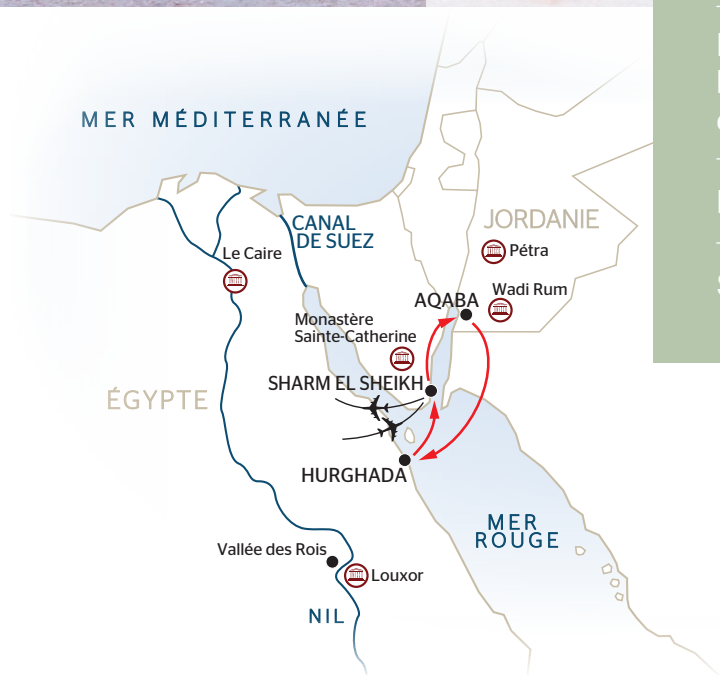 MER MÉDITERRANÉE
CANAL
DE SUEZ
JORDANIE
Le Caire
Pétra
Wadi Rum
AQABA
Monastère
Sainte-Catherine
SHARM EL SHEIKH
ÉGYPTE
HURGHADA
MER
ROUGE
Vallée des Rois
Louxor
NIL